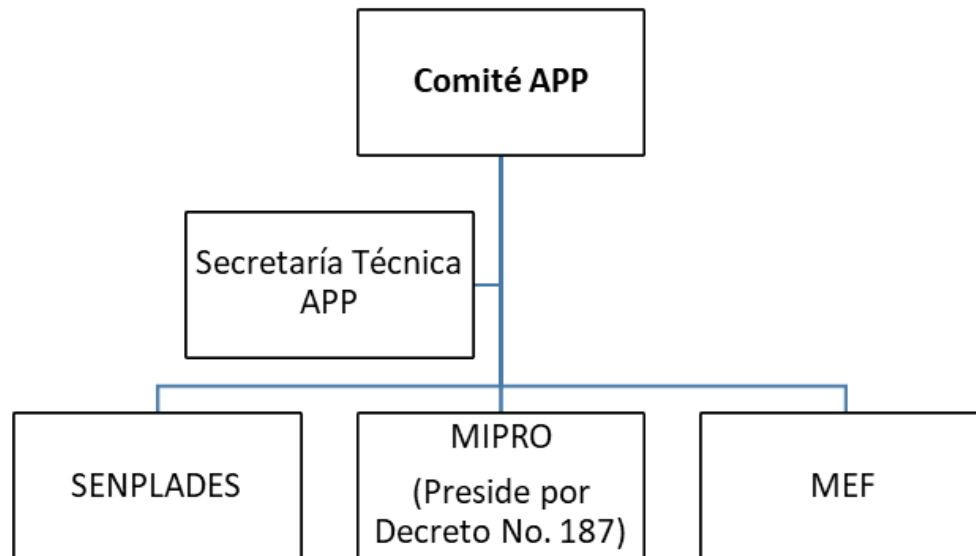 Comité APP
Secretaría Técnica
APP
SENPLADES
MIPRO
(Preside por
Decreto No. 187)
MEF